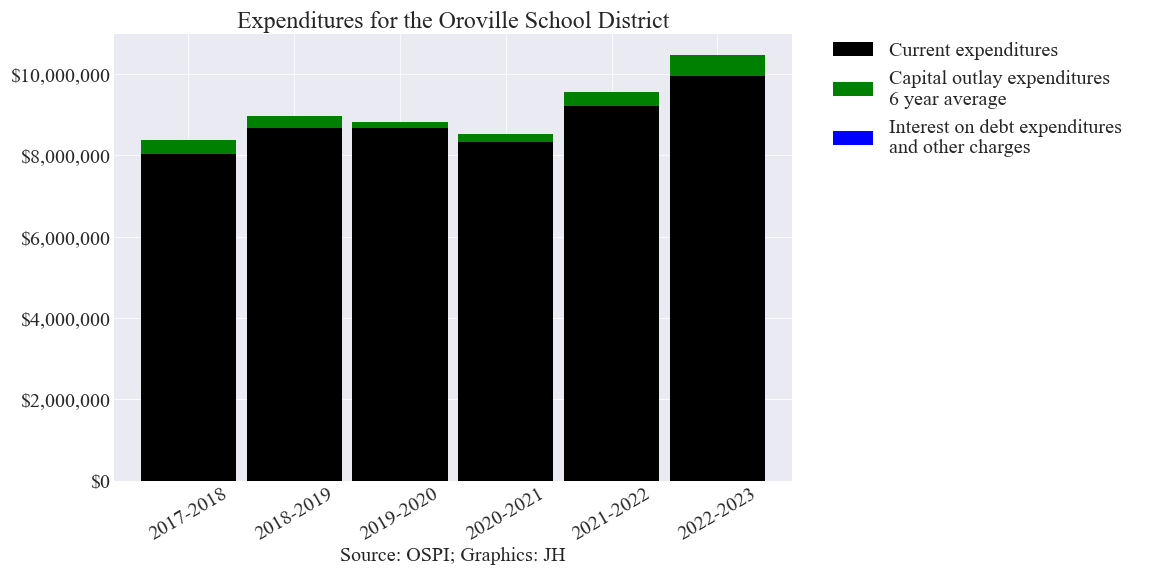 Expenditures for the Oroville School District
Current expenditures
Capital outlay expenditures
6 year average
Interest on debt expenditures
and other charges
$10,000,000
$8,000,000
$6,000,000
$4,000,000
$2,000,000
$0
2017-2018
2018-2019
2019-2020
2020-2021
2021-2022
2022-2023
Source: OSPI; Graphics: JH